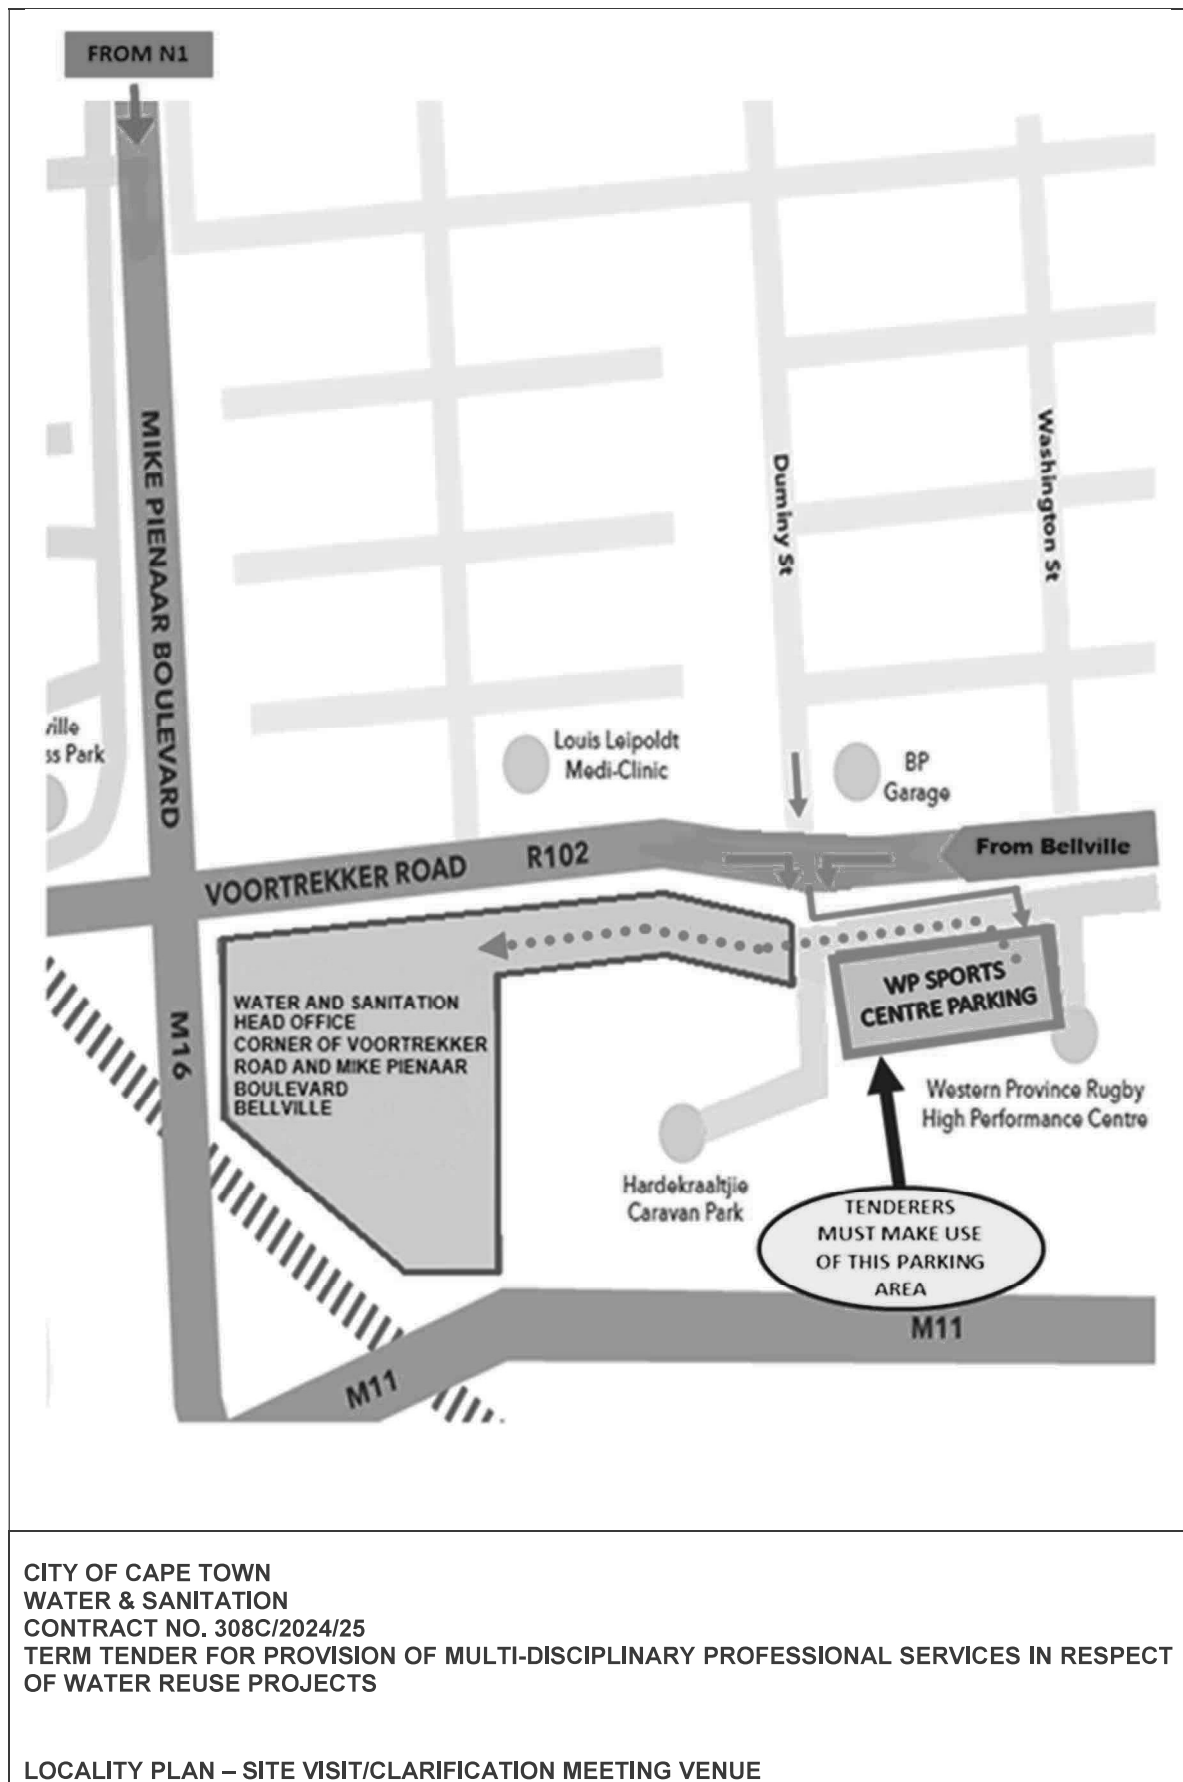 FROM N1
MIKE PIENAAR BOULEVARD
Duminy St
Washington St
ville
ss Park
Louis Leipoldt
Medi-Clinic
BP
Garage
VOORTREKKER ROAD
R102
From Bellville
WATER AND SANITATION
HEAD OFFICE
CORNER OF VOORTREKKER
ROAD AND MIKE PIENAAR
BOULEVARD
BELLVILLE
WP SPORTS
CENTRE PARKING
M16
Western Province Rugby
High Performance Centre
Hardekraaltjie
Caravan Park
TENDERERS
MUST MAKE USE
OF THIS PARKING
AREA
M11
M11
CITY OF CAPE TOWN
WATER & SANITATION
CONTRACT NO. 308C/2024/25
TERM TENDER FOR PROVISION OF MULTI-DISCIPLINARY PROFESSIONAL SERVICES IN RESPECT
OF WATER REUSE PROJECTS
LOCALITY PLAN – SITE VISIT/CLARIFICATION MEETING VENUE